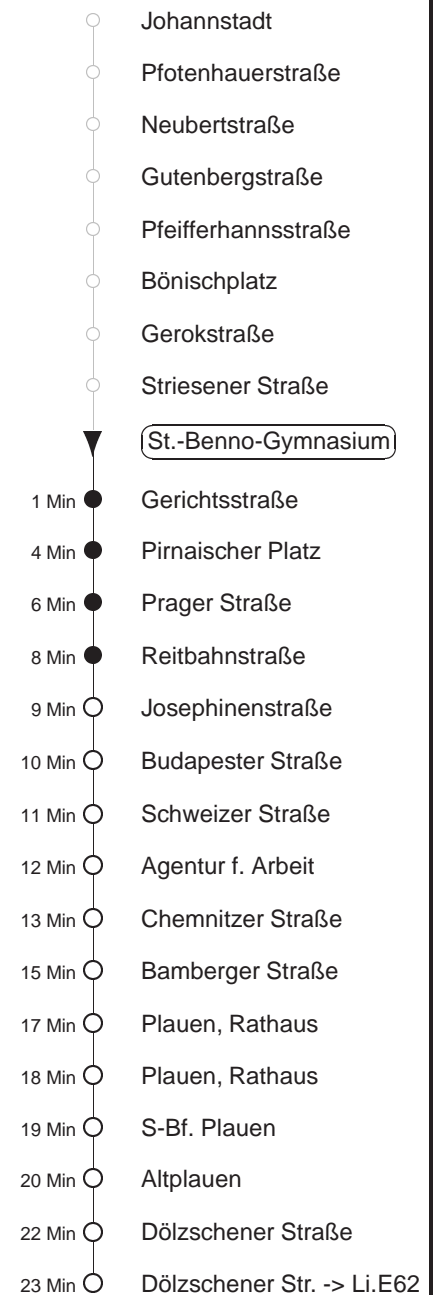 Johannstadt
Pfotenhauerstraße
Neubertstraße
Gutenbergstraße
Pfeifferhannsstraße
Bönischplatz
Gerokstraße
Striesener Straße
St.-Benno-Gymnasium
1 Min Gerichtsstraße
4 Min Pirnaischer Platz
6 Min Prager Straße
8 Min Reitbahnstraße
9 Min Josephinenstraße
10 Min Budapester Straße
11 Min Schweizer Straße
12 Min Agentur f. Arbeit
13 Min Chemnitzer Straße
15 Min Bamberger Straße
17 Min Plauen, Rathaus
18 Min Plauen, Rathaus
19 Min S-Bf. Plauen
20 Min Altplauen
22 Min Dölzschener Straße
23 Min Dölzschener Str. -> Li.E62